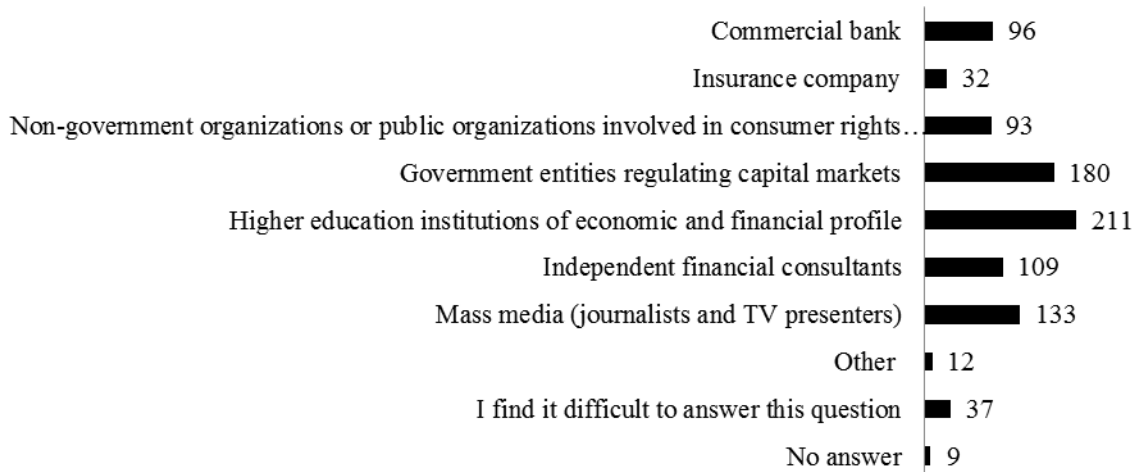 Commercial bank 96
Insurance company 32
Non-government organizations or public organizations involved in consumer rights… 93
Government entities regulating capital markets 180
Higher education institutions of economic and financial profile 211
Independent financial consultants 109
Mass media (journalists and TV presenters) 133
Other 12
I find it difficult to answer this question 37
No answer 9